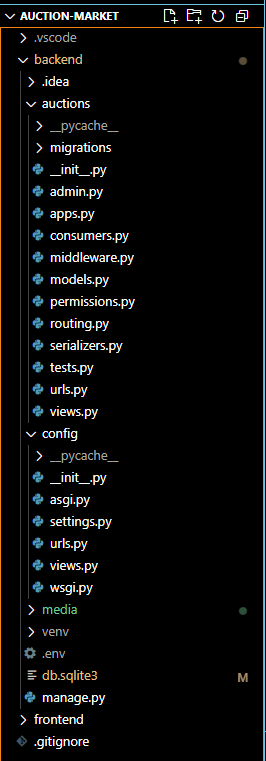 AUCTION-MARKET
.vscode
backend
.idea
auctions
__pycache__
migrations
__init__.py
admin.py
apps.py
consumers.py
middleware.py
models.py
permissions.py
routing.py
serializers.py
tests.py
urls.py
views.py
config
__pycache__
__init__.py
asgi.py
settings.py
urls.py
views.py
wsgi.py
media
venv
.env
db.sqlite3 M
manage.py
frontend
.gitignore